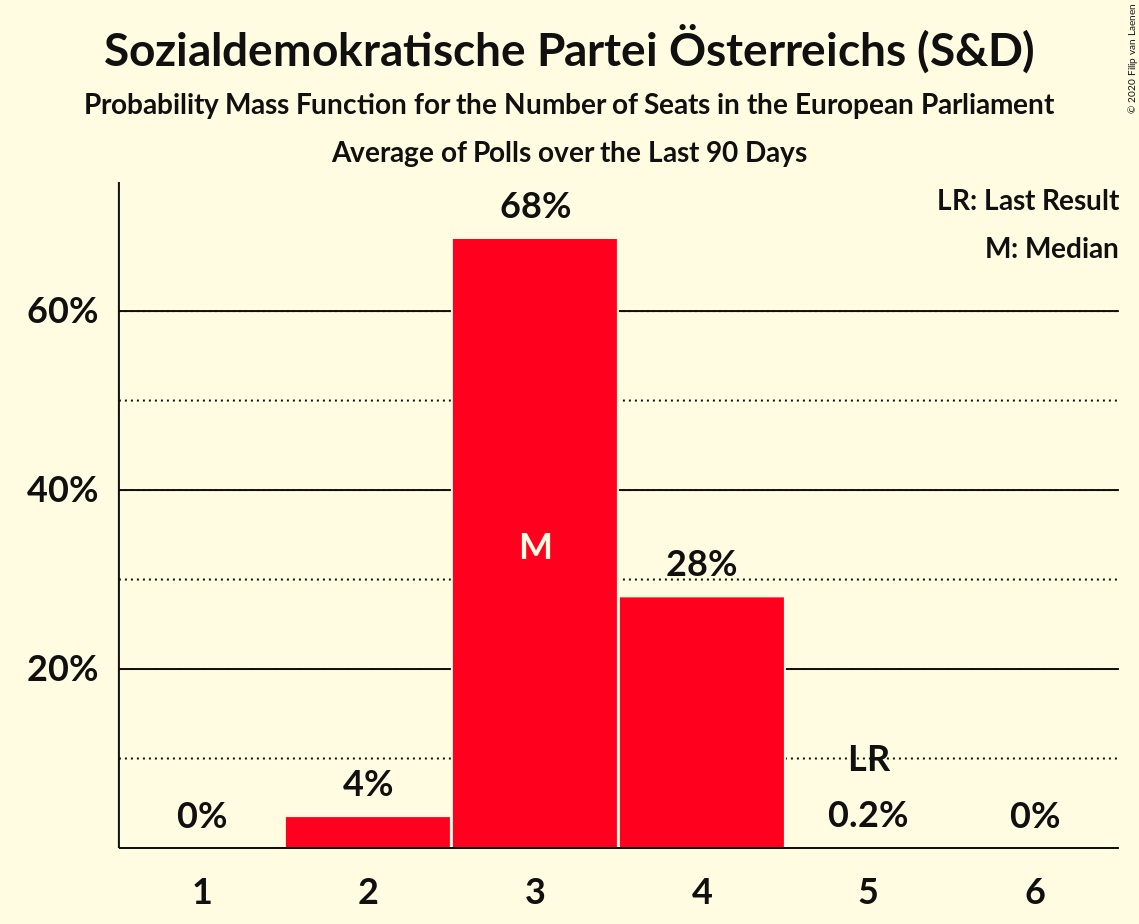 Sozialdemokratische Partei Österreichs (S&D)
Probability Mass Function for the Number of Seats in the European Parliament
Average of Polls over the Last 90 Days
© 2020 Filip van Laenen
LR: Last Result
M: Median
68%
60%
40%
M
28%
20%
LR
4%
0%
0.2%
0%
1 2 3 4 5 6